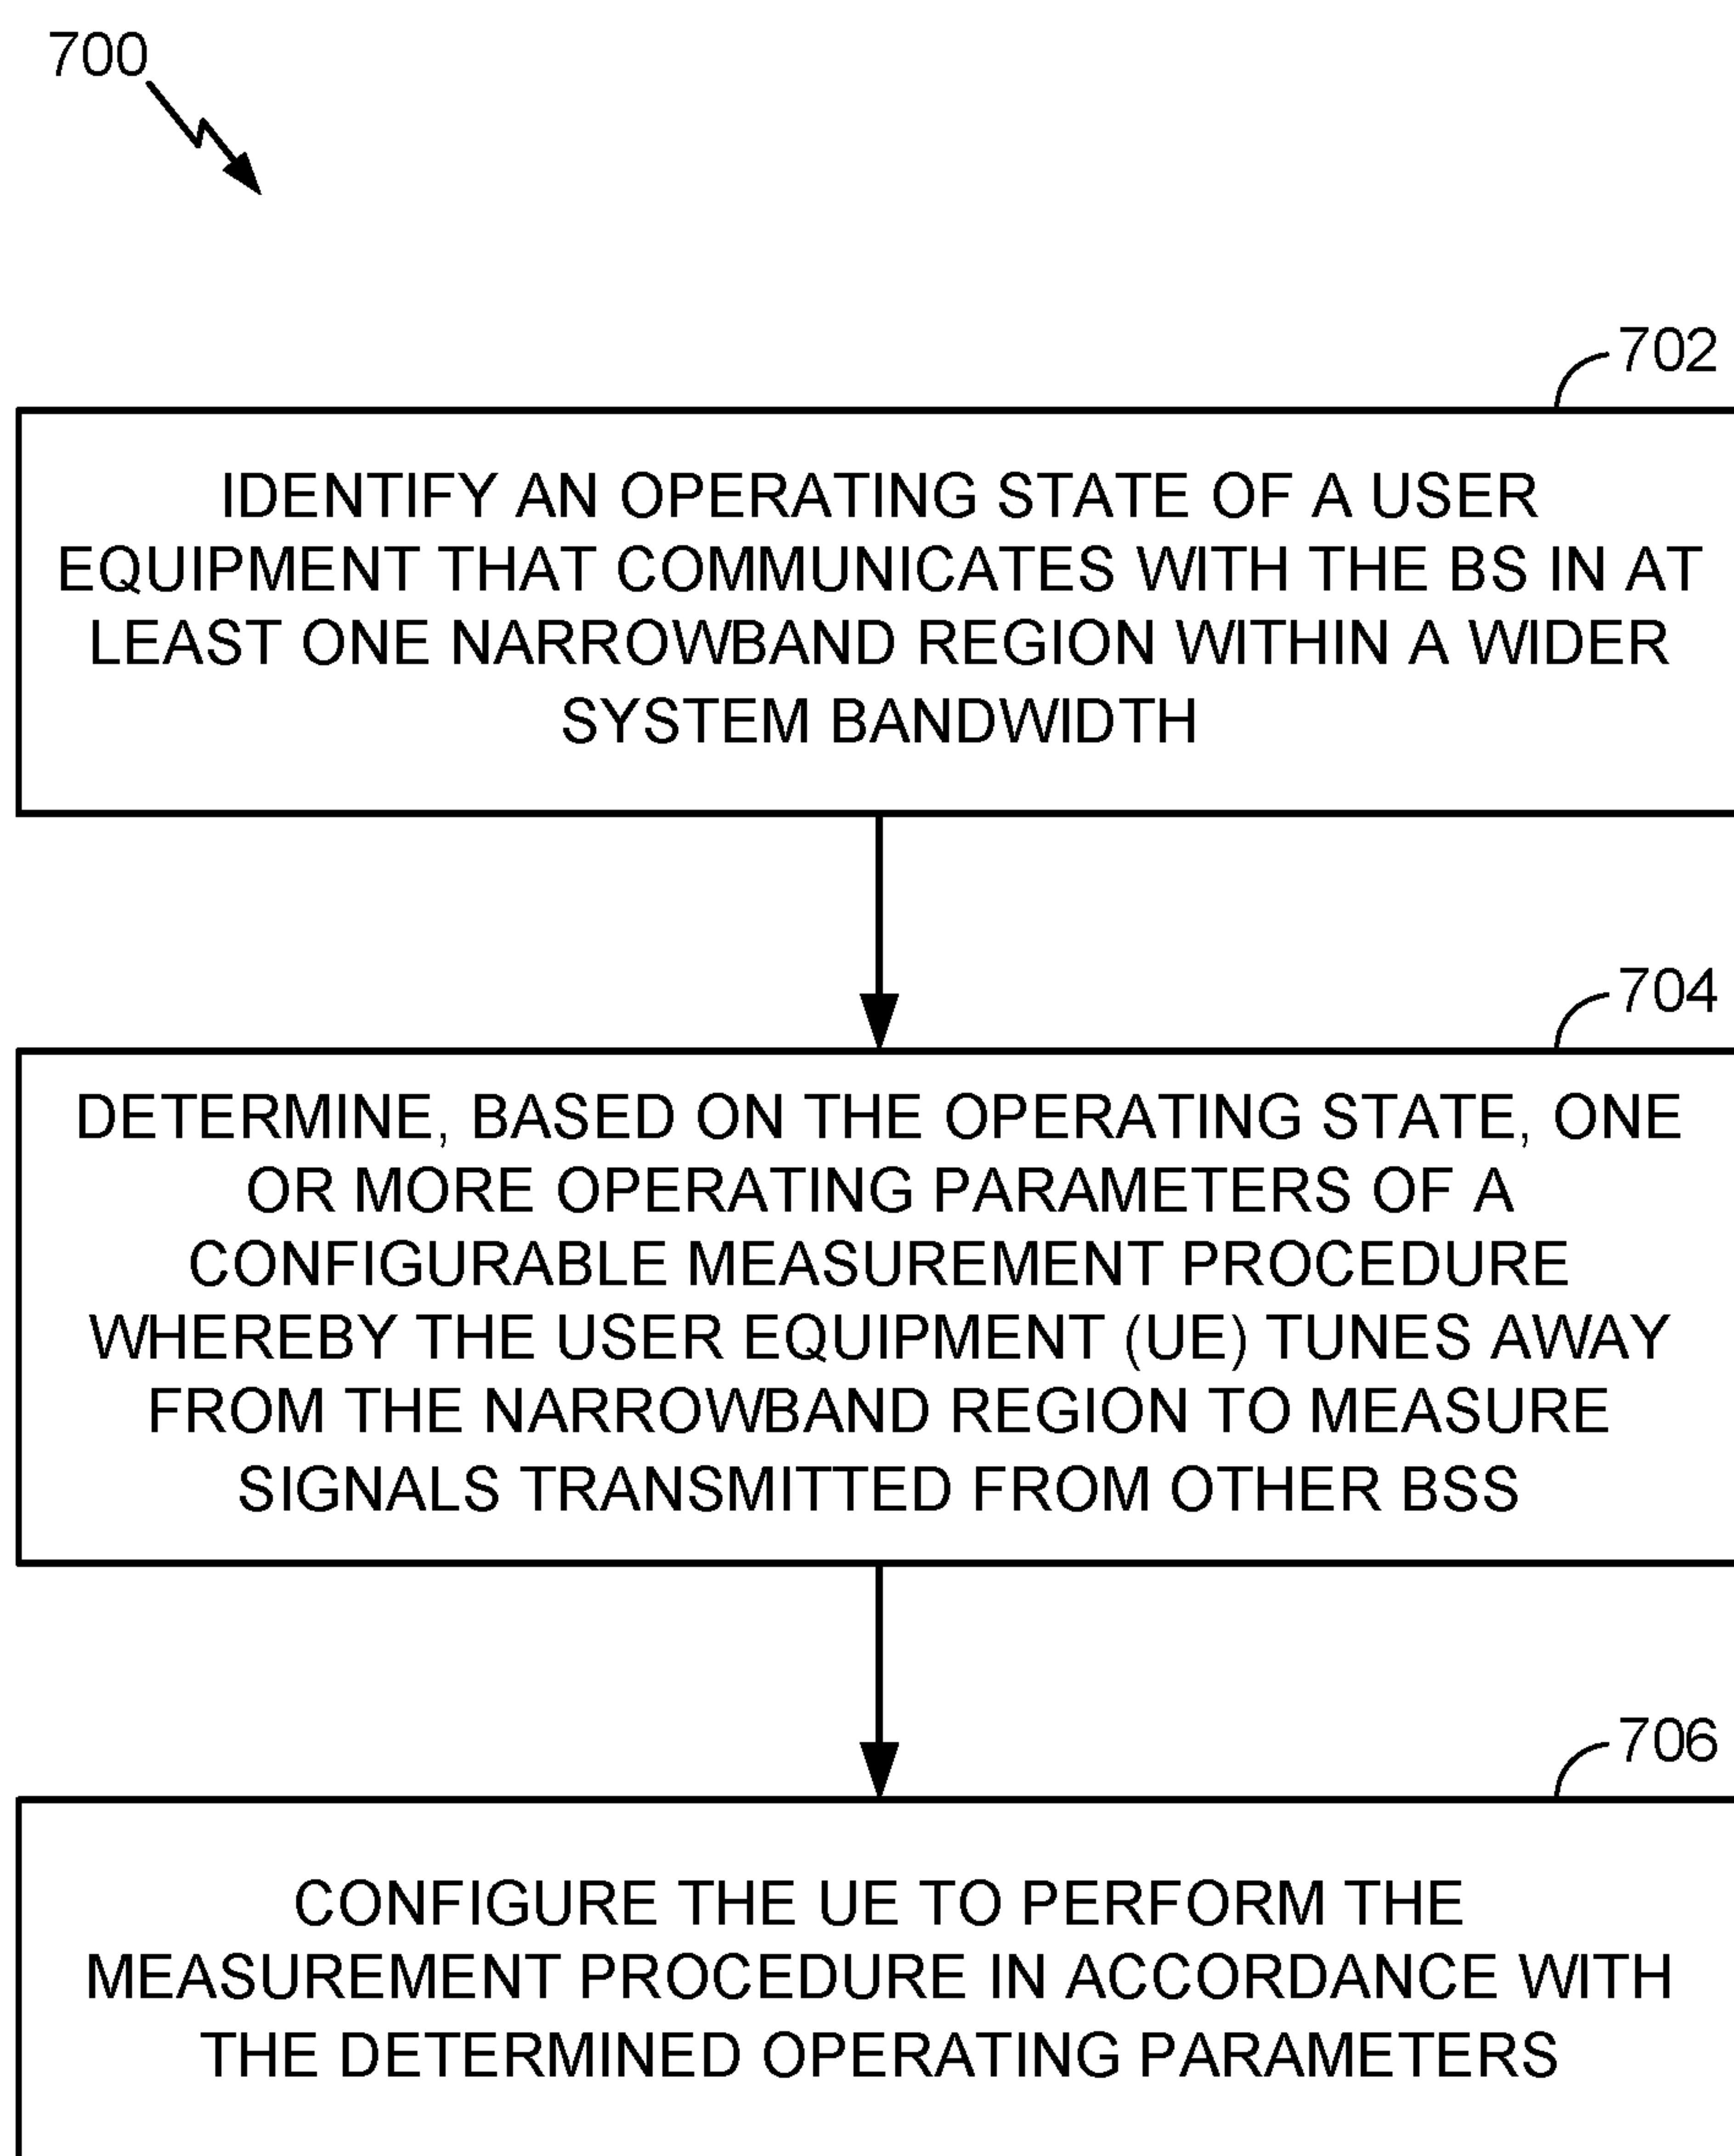 700
702
IDENTIFY AN OPERATING STATE OF A USER
EQUIPMENT THAT COMMUNICATES WITH THE BS IN AT
LEAST ONE NARROWBAND REGION WITHIN A WIDER
SYSTEM BANDWIDTH
704
DETERMINE, BASED ON THE OPERATING STATE, ONE
OR MORE OPERATING PARAMETERS OF A
CONFIGURABLE MEASUREMENT PROCEDURE
WHEREBY THE USER EQUIPMENT (UE) TUNES AWAY
FROM THE NARROWBAND REGION TO MEASURE
SIGNALS TRANSMITTED FROM OTHER BSS
706
CONFIGURE THE UE TO PERFORM THE
MEASUREMENT PROCEDURE IN ACCORDANCE WITH
THE DETERMINED OPERATING PARAMETERS